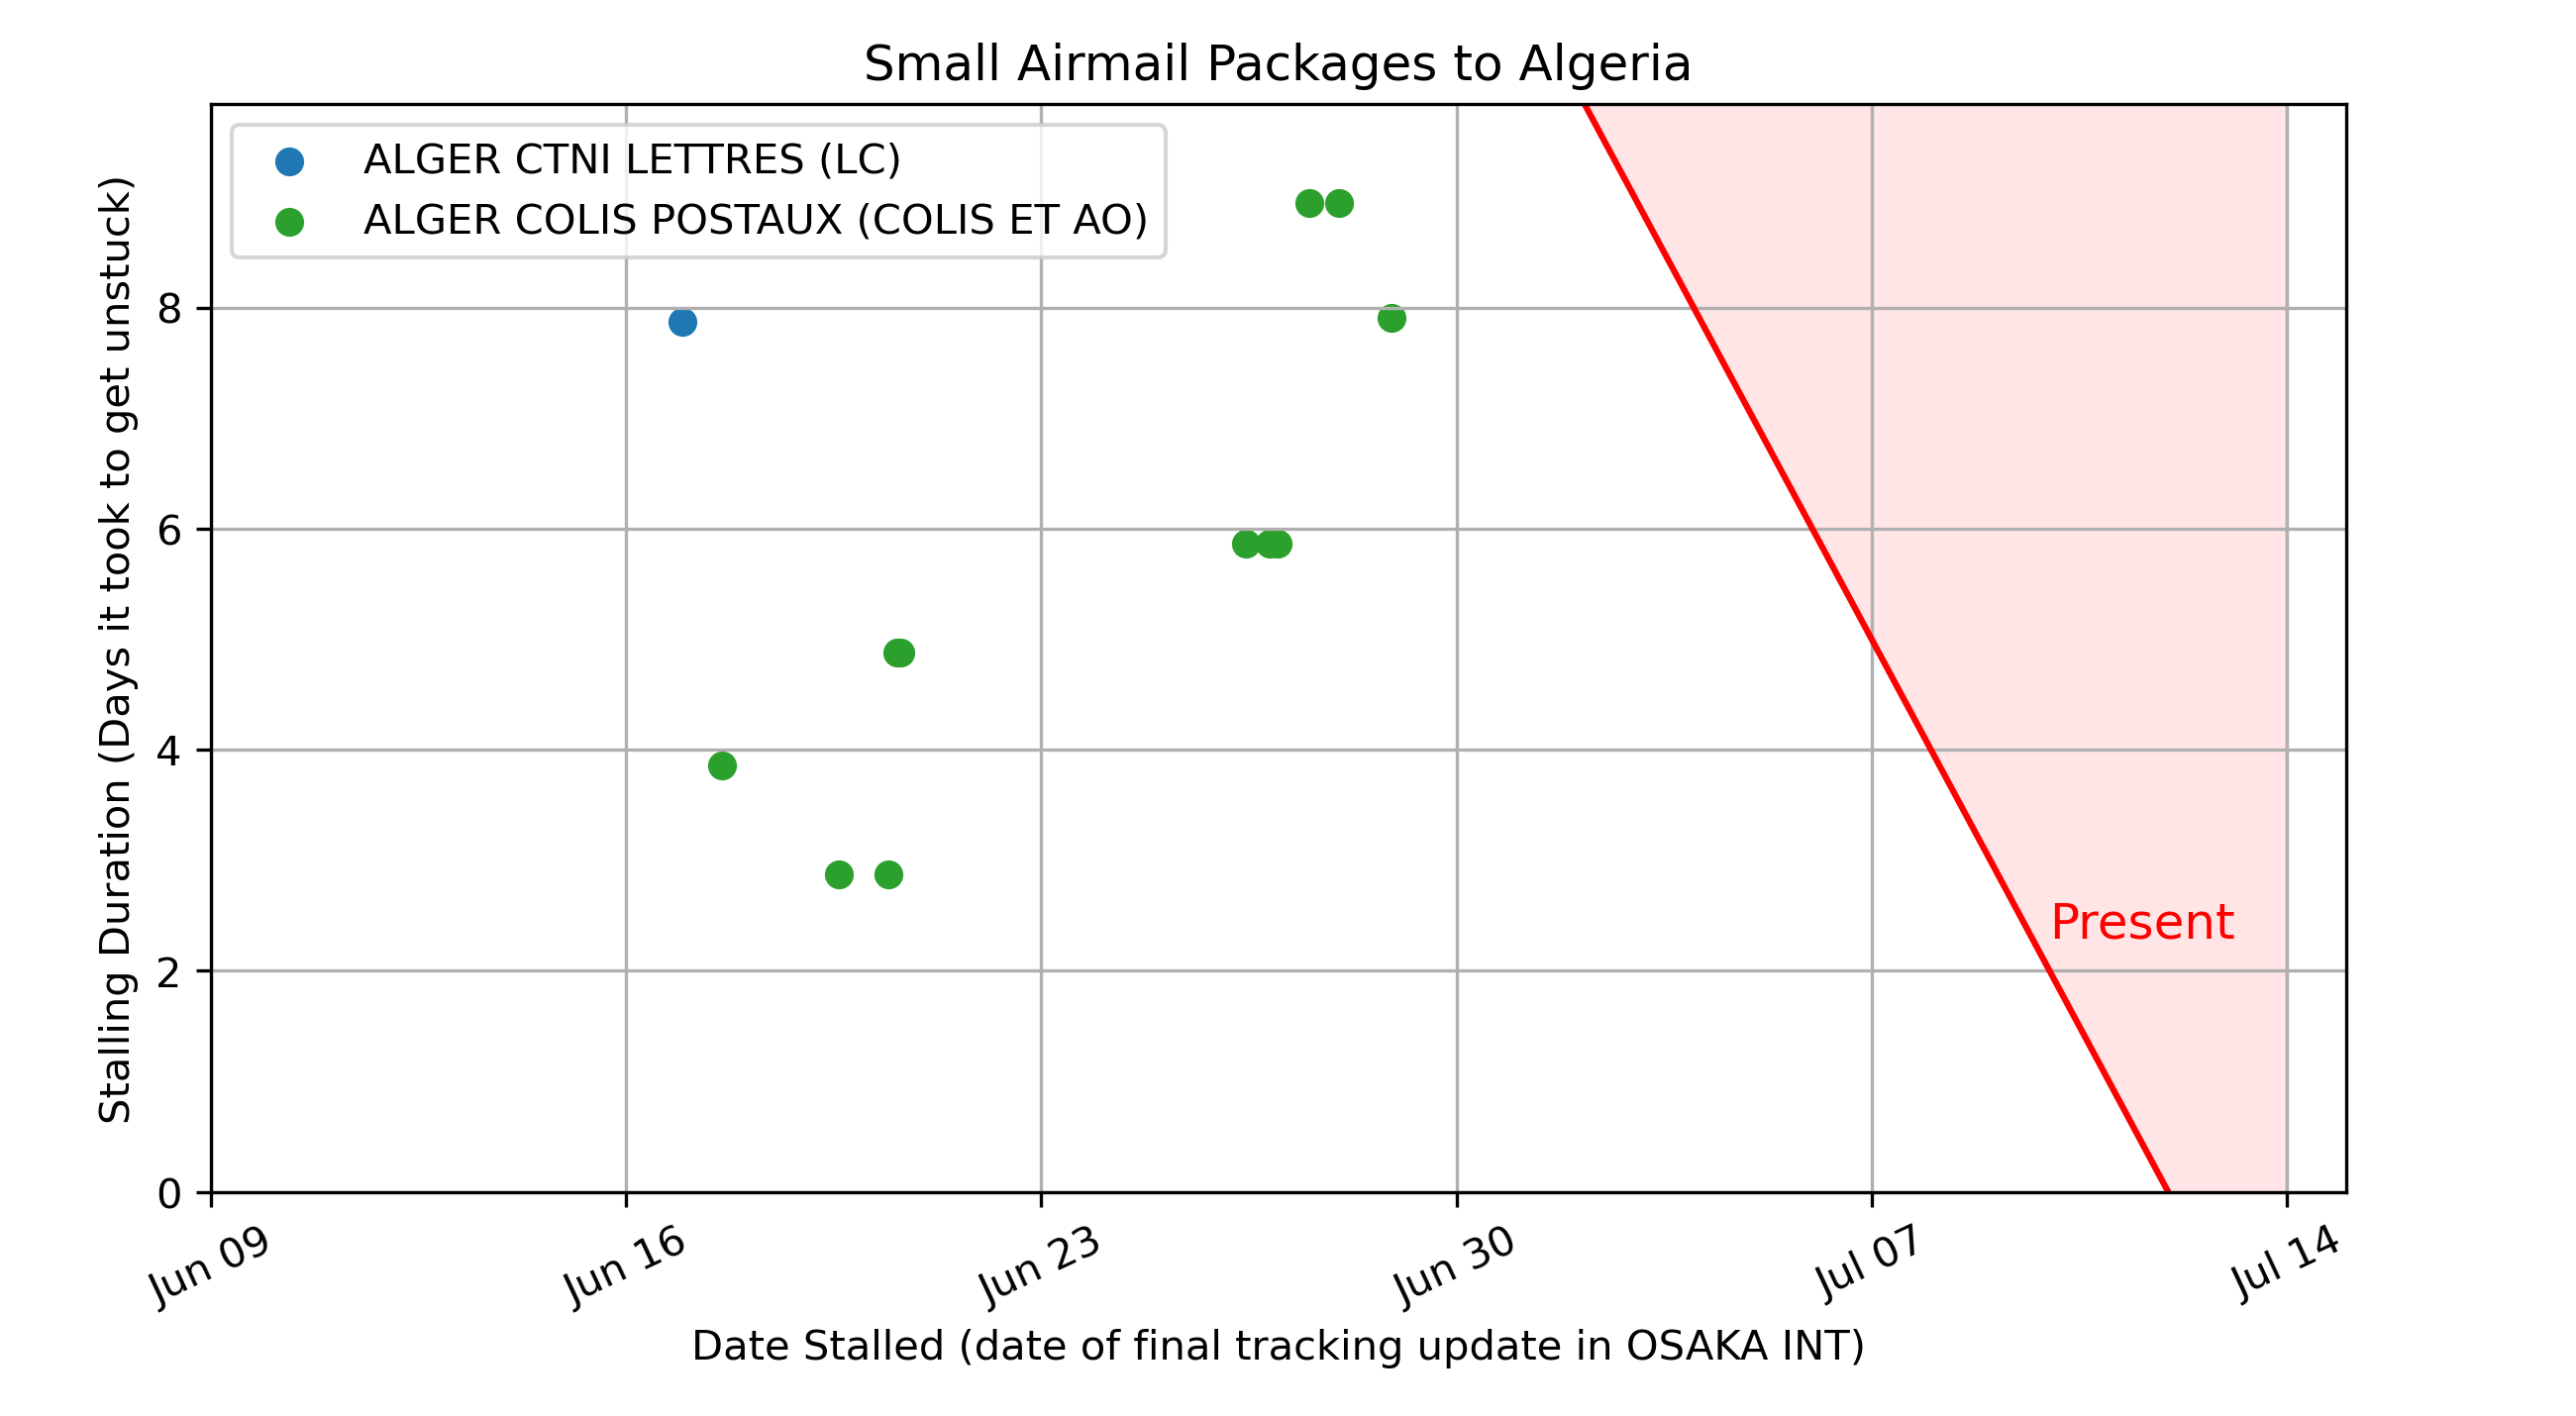 Small Airmail Packages to Algeria
ALGER CTNI LETTRES (LC)
ALGER COLIS POSTAUX (COLIS ET AO)
Stalling Duration (Days it took to get unstuck)
8
6
4
2
0
Present
Jun 09
Jun 16
Jun 23
Jun 30
Jul 07
Jul 14
Date Stalled (date of final tracking update in OSAKA INT)